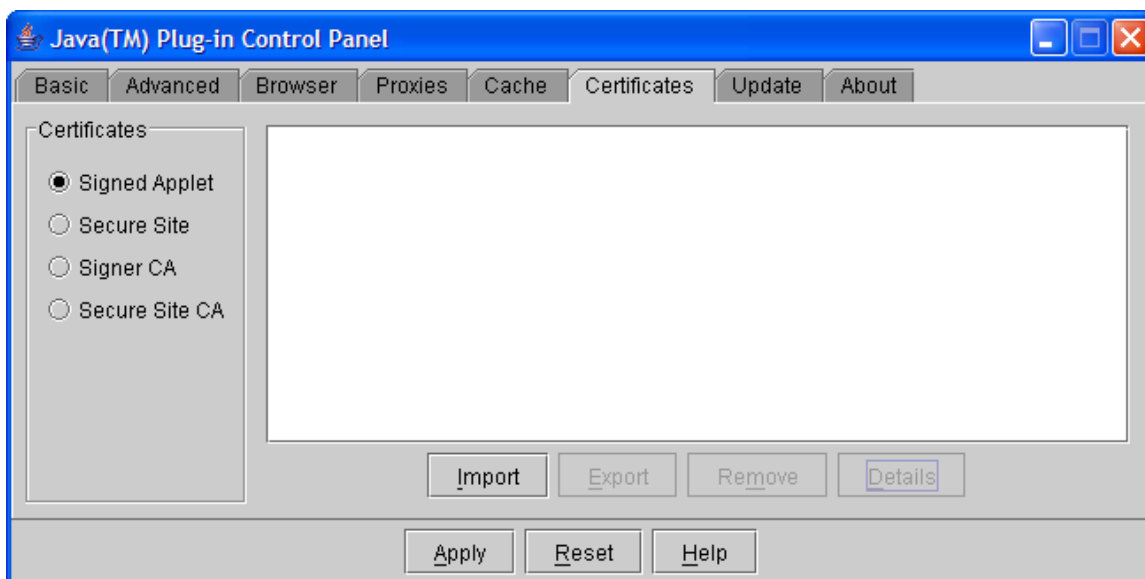 Java(TM) Plug-in Control Panel
Basic Advanced Browser Proxies Cache Certificates Update About
Certificates
Signed Applet
Secure Site
Signer CA
Secure Site CA
Import Export Remove Details
Apply Reset Help